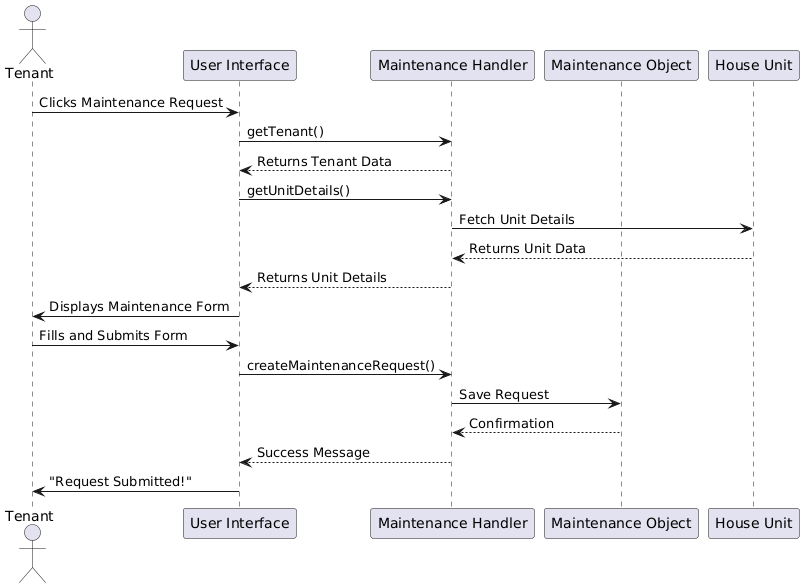 Tenant
User Interface
Maintenance Handler
Maintenance Object
House Unit
Clicks Maintenance Request
getTenant()
Returns Tenant Data
getUnitDetails()
Fetch Unit Details
Returns Unit Data
Returns Unit Details
Displays Maintenance Form
Fills and Submits Form
createMaintenanceRequest()
Save Request
Confirmation
Success Message
"Request Submitted!"
Tenant
User Interface
Maintenance Handler
Maintenance Object
House Unit